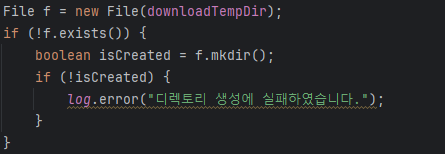 File f = new File(downloadTempDir);
if (!f.exists()) {
    boolean isCreated = f.mkdir();
    if (!isCreated) {
        log.error("디렉토리 생성에 실패하였습니다.");
    }
}